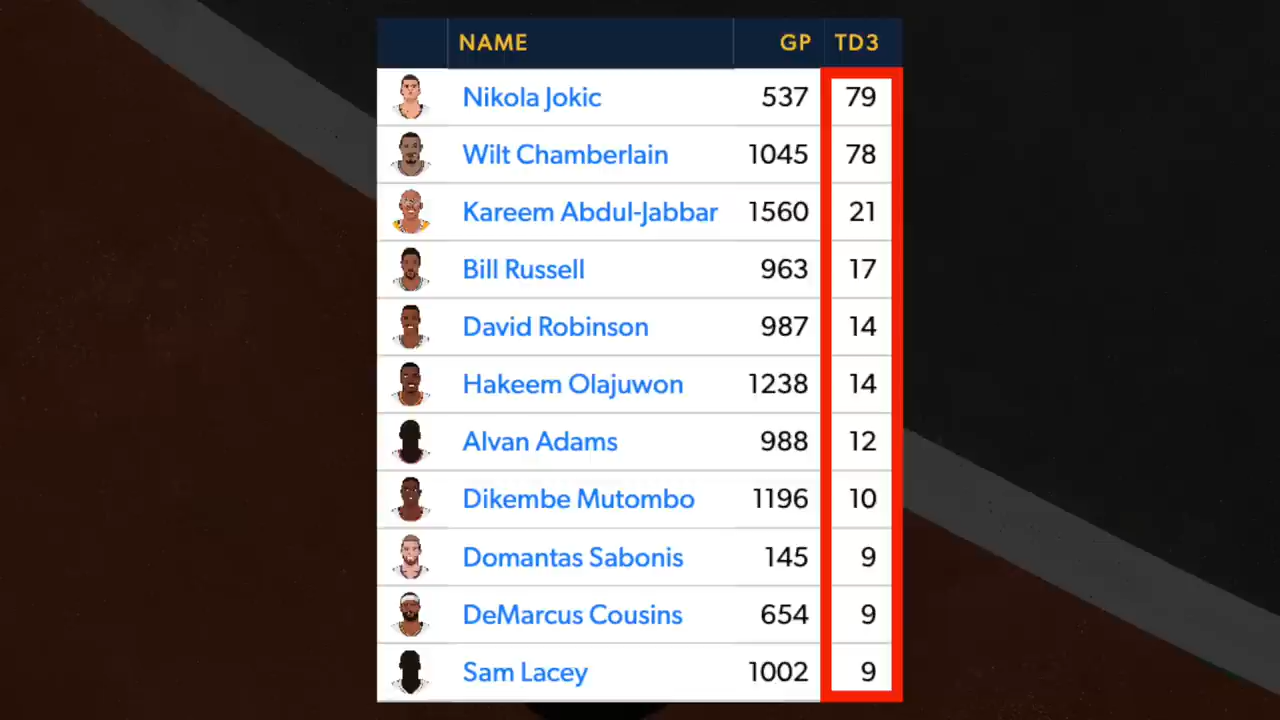 NAME GP TD3
Nikola Jokic 537 79
Wilt Chamberlain 1045 78
Kareem Abdul-Jabbar 1560 21
Bill Russell 963 17
David Robinson 987 14
Hakeem Olajuwon 1238 14
Alvan Adams 988 12
Dikembe Mutombo 1196 10
Domantas Sabonis 145 9
DeMarcus Cousins 654 9
Sam Lacey 1002 9